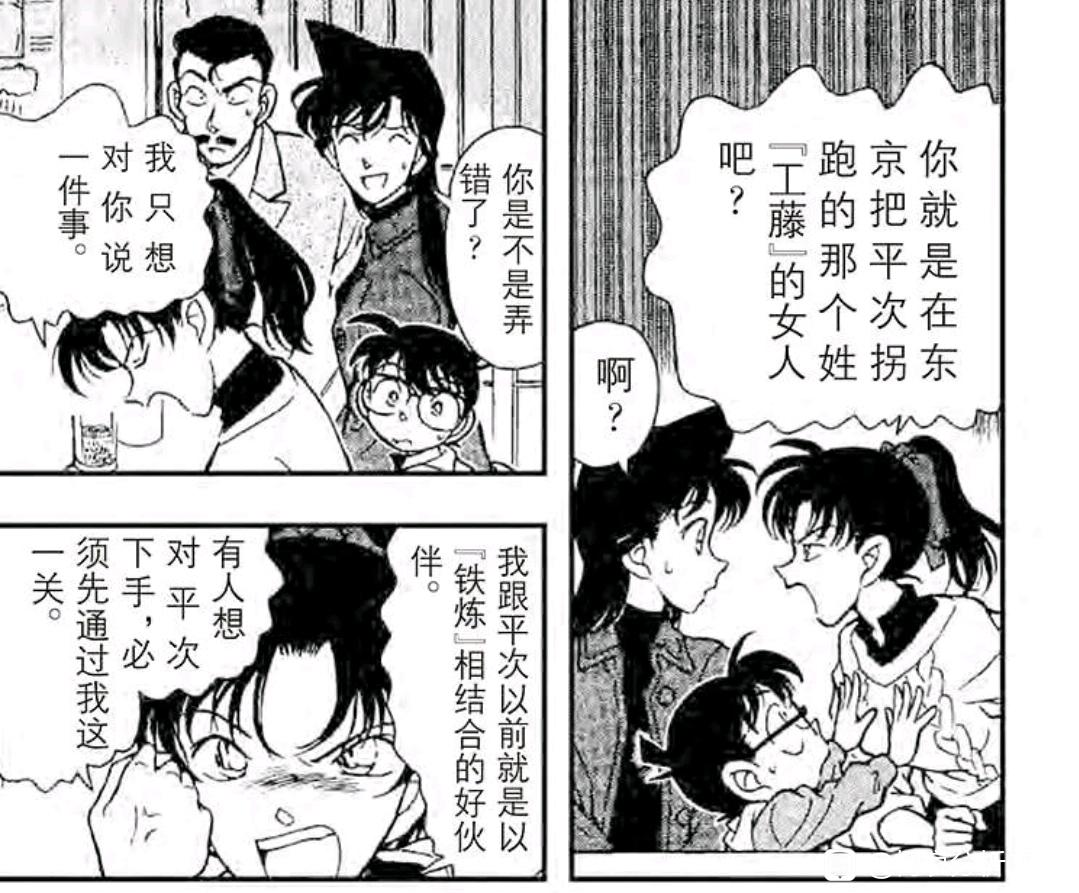 你就是在东
京把平次拐
跑的那个姓
『工藤』的女人
吧？
啊？
你是不是弄
错了？
我只想
对你说
一件事。
我跟平次以前就是以
『铁炼』相结合的好伙
伴。
有人想
对平次
下手，必
须先通过我这
一关。